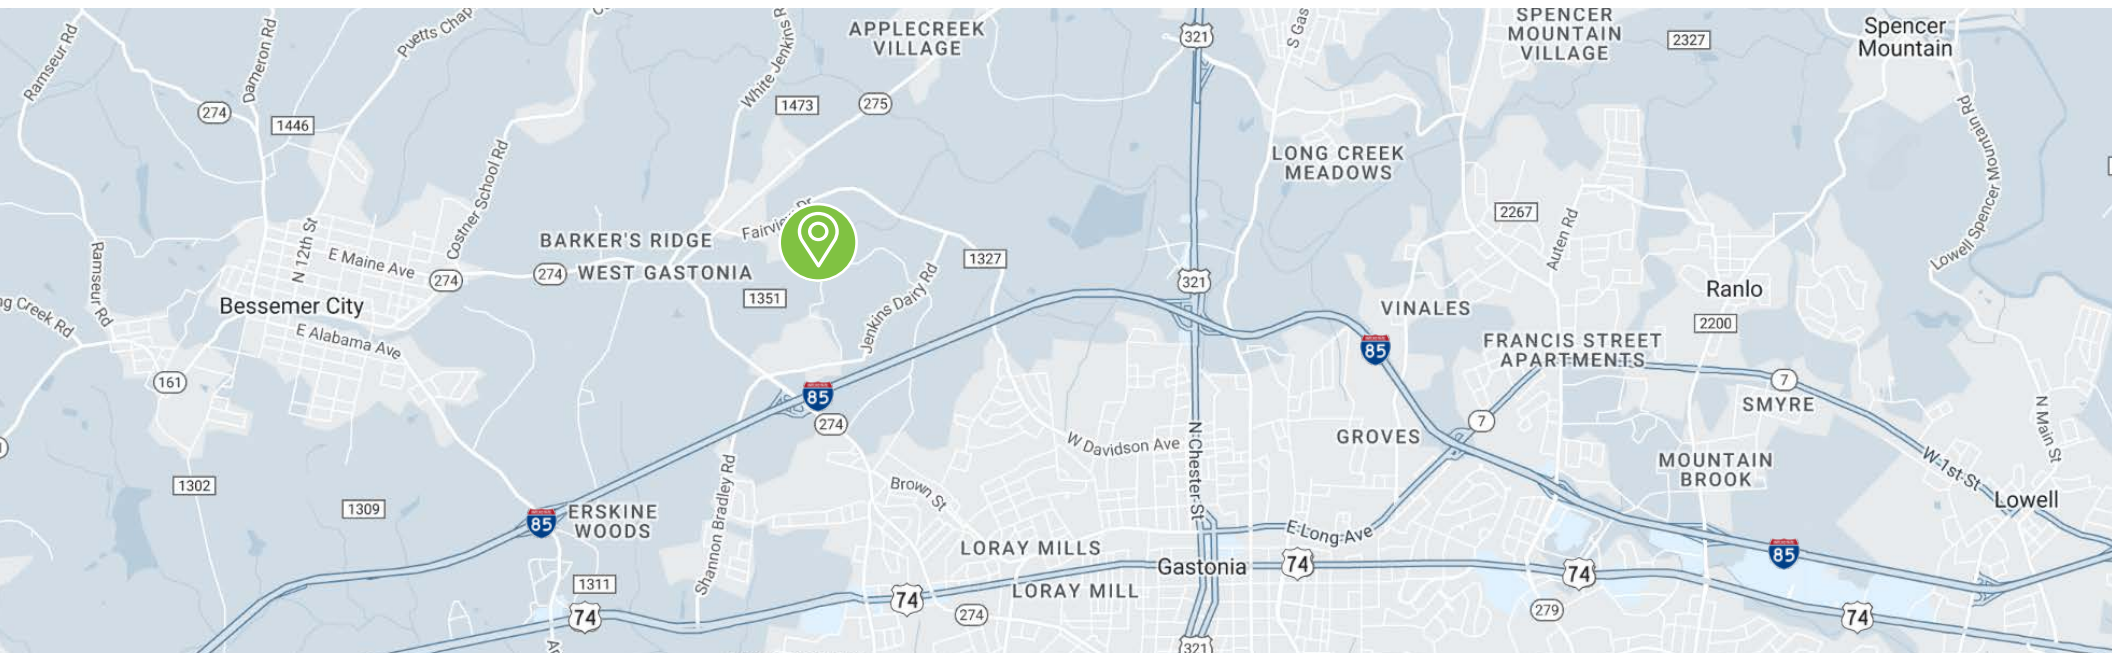 SPENCER
MOUNTAIN
VILLAGE
APPLECREEK
VILLAGE
Spencer
Mountain
Ramseur Rd
Dameron Rd
Puetts Chap
White Jenkins R
S Gas
321
2327
274
1446
1473
275
Costner School Rd
LONG CREEK
MEADOWS
Lowell Spencer Mountain Rd
N 12th St
E Maine Ave
BARKER'S RIDGE
WEST GASTONIA
Fairview Dr
2267
Auten Rd
Ramseur Rd
274
274
1327
321
Bessemer City
1351
Jenkins Dairy Rd
VINALES
Ranlo
2200
ng Creek Rd
E Alabama Ave
85
FRANCIS STREET
APARTMENTS
161
85
274
7
SMYRE
N Main St
7
GROVES
W Davidson Ave
N Chester St
MOUNTAIN
BROOK
W 1st St
Lowell
1302
1309
Shannon Bradley Rd
Brown St
85
ERSKINE
WOODS
E Long Ave
LORAY MILLS
Gastonia
74
74
85
1311
LORAY MILL
74
74
274
279
74
321